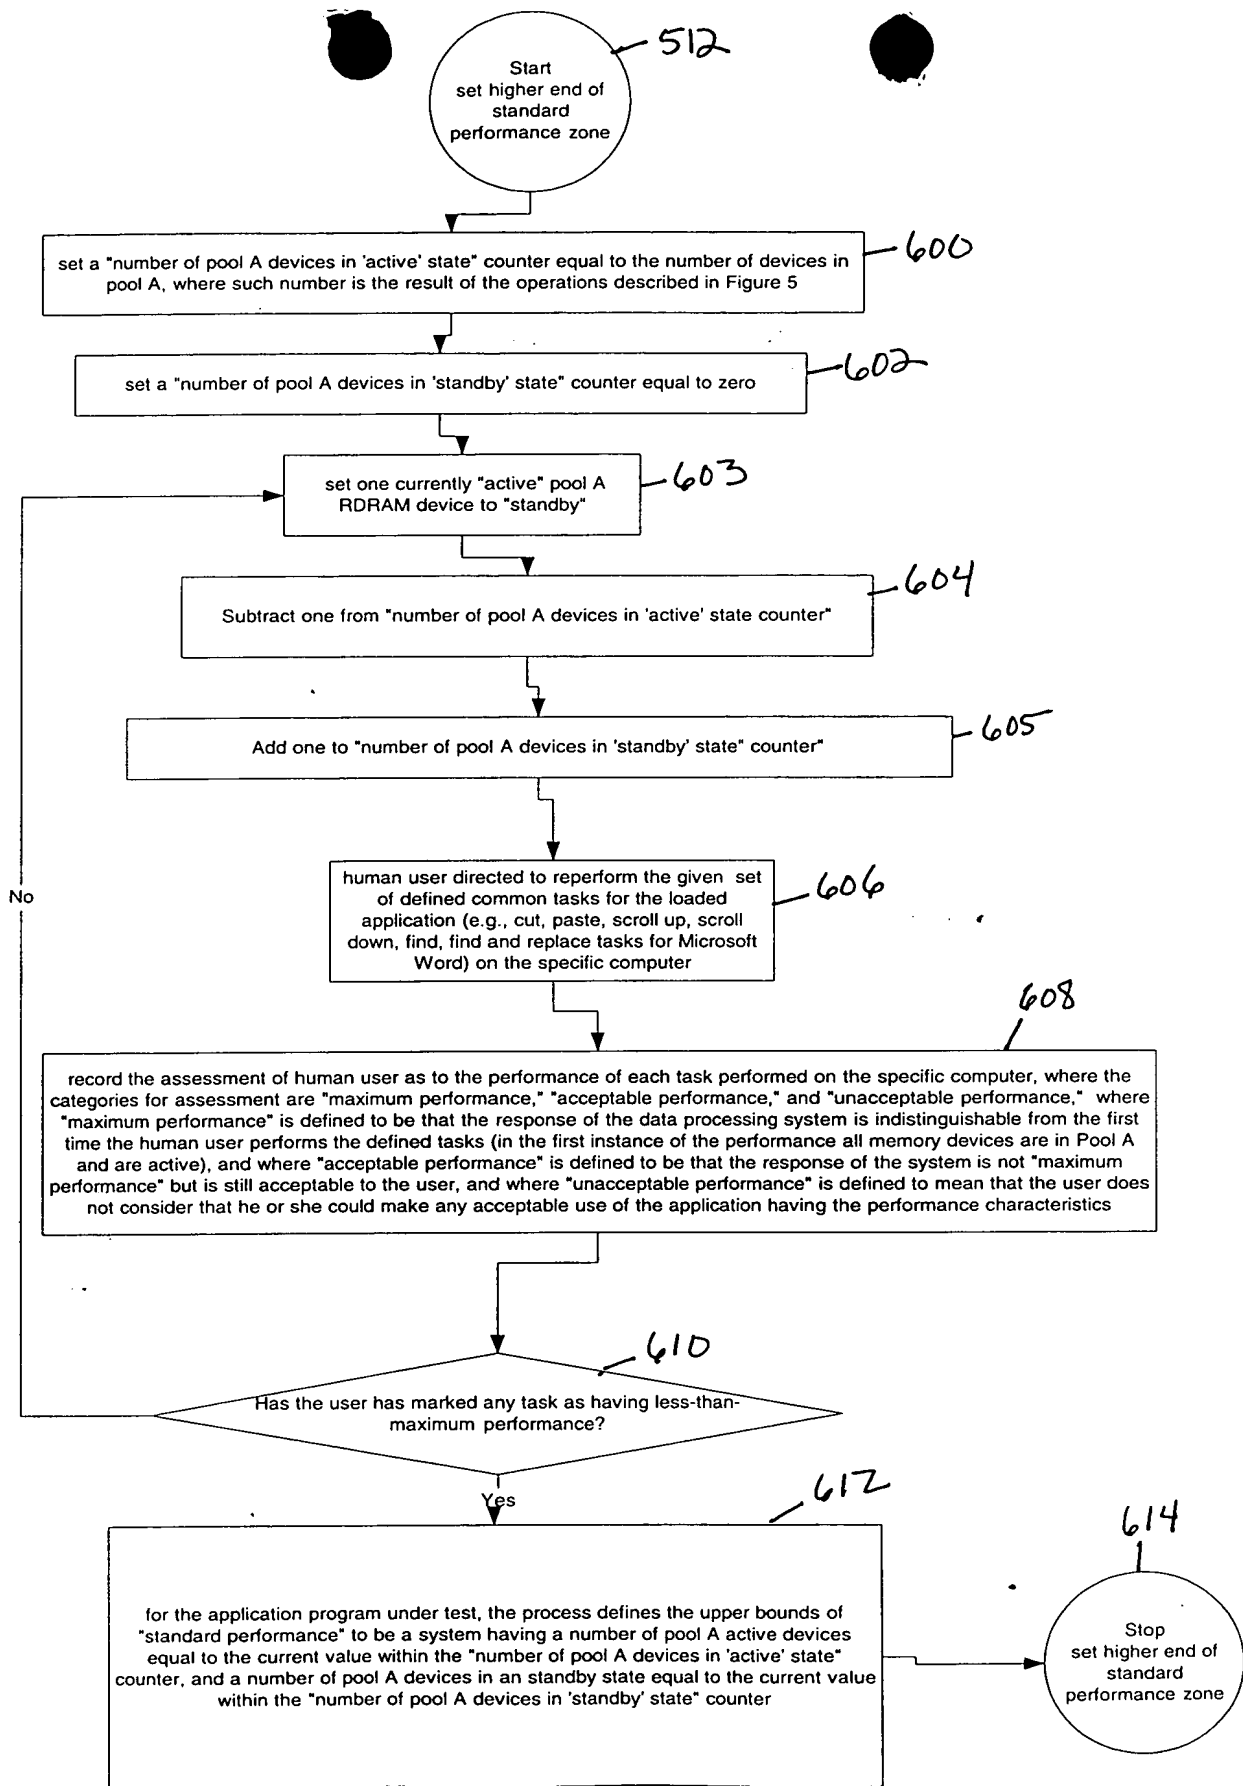 512
Start
set higher end of
standard
performance zone
600
set a "number of pool A devices in 'active' state" counter equal to the number of devices in
pool A, where such number is the result of the operations described in Figure 5
602
set a "number of pool A devices in 'standby' state" counter equal to zero
603
set one currently "active" pool A
RDRAM device to "standby"
604
Subtract one from "number of pool A devices in 'active' state counter"
605
Add one to "number of pool A devices in 'standby' state" counter"
606
human user directed to reperform the given set
of defined common tasks for the loaded
application (e.g., cut, paste, scroll up, scroll
down, find, find and replace tasks for Microsoft
Word) on the specific computer
No
608
record the assessment of human user as to the performance of each task performed on the specific computer, where the
categories for assessment are "maximum performance," "acceptable performance," and "unacceptable performance," where
"maximum performance" is defined to be that the response of the data processing system is indistinguishable from the first
time the human user performs the defined tasks (in the first instance of the performance all memory devices are in Pool A
and are active), and where "acceptable performance" is defined to be that the response of the system is not "maximum
performance" but is still acceptable to the user, and where "unacceptable performance" is defined to mean that the user does
not consider that he or she could make any acceptable use of the application having the performance characteristics
610
Has the user has marked any task as having less-than-
maximum performance?
Yes
612
for the application program under test, the process defines the upper bounds of
"standard performance" to be a system having a number of pool A active devices
equal to the current value within the "number of pool A devices in 'active' state"
counter, and a number of pool A devices in an standby state equal to the current value
within the "number of pool A devices in 'standby' state" counter
614
Stop
set higher end of
standard
performance zone